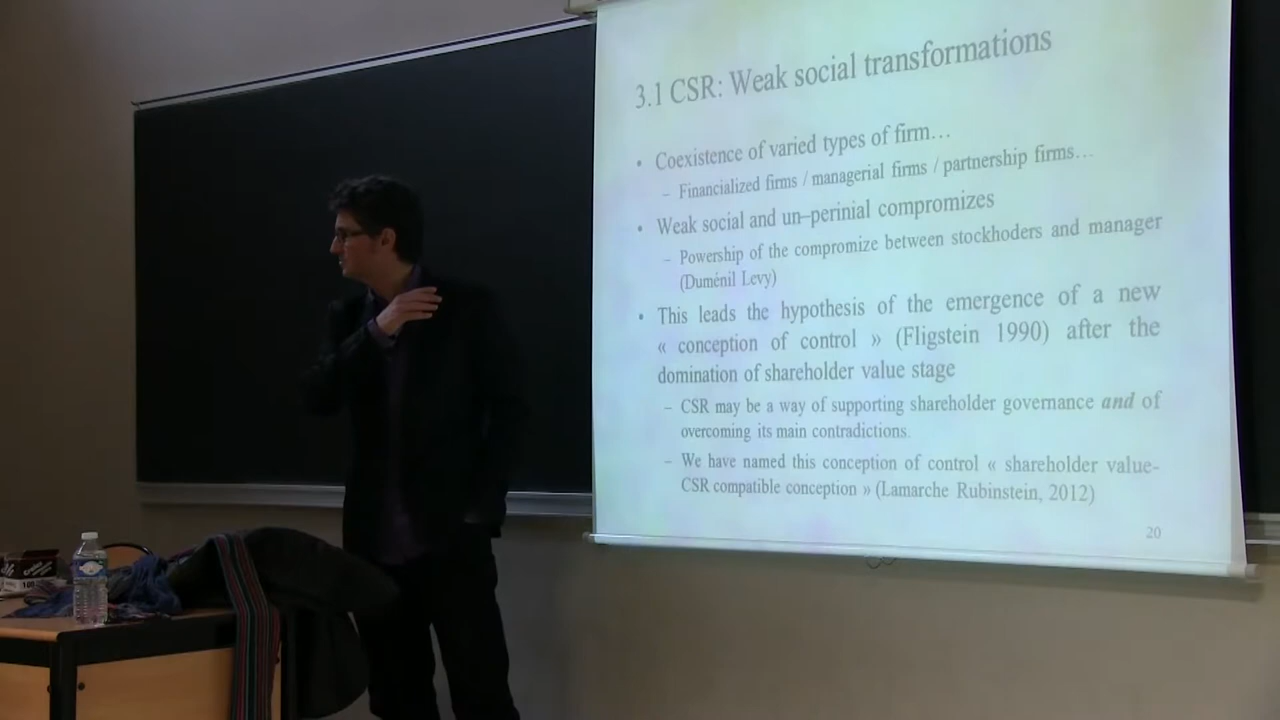 3.1 CSR: Weak social transformations
• Coexistence of varied types of firm…
– Financialized firms / managerial firms / partnership firms…
• Weak social and un–perinial compromizes
– Powership of the compromize between stockhoders and manager
(Duménil Levy)
• This leads the hypothesis of the emergence of a new
« conception of control » (Fligstein 1990) after the
domination of shareholder value stage
– CSR may be a way of supporting shareholder governance and of
overcoming its main contradictions.
– We have named this conception of control « shareholder value-
CSR compatible conception » (Lamarche Rubinstein, 2012)
20